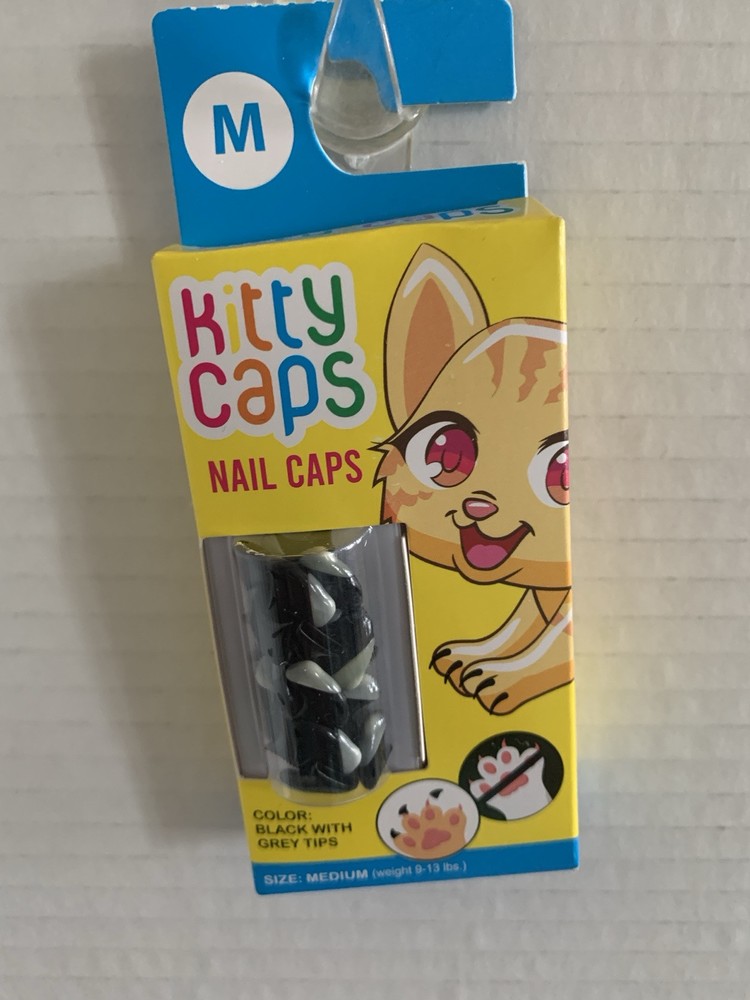 M
kitty
caps
NAIL CAPS
COLOR:
BLACK WITH
GREY TIPS
SIZE: MEDIUM (weight 9-13 lbs.)